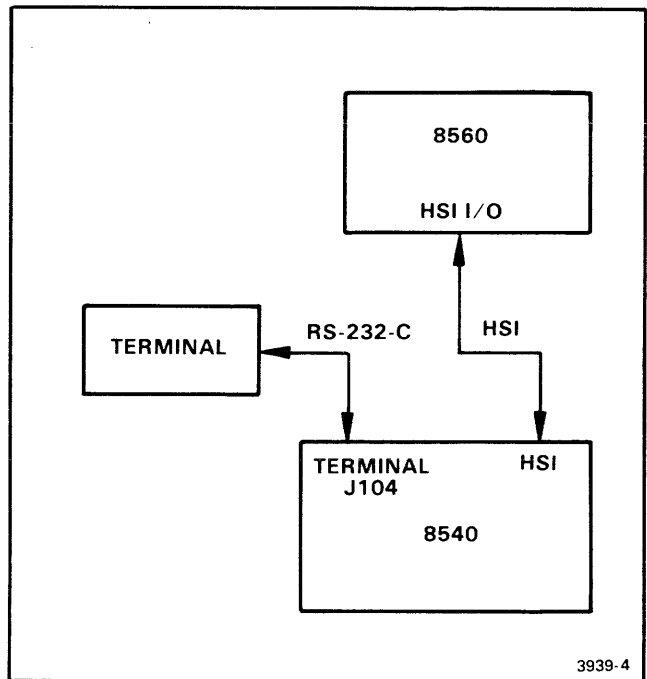 8560
HSI I/O
RS-232-C
HSI
TERMINAL
TERMINAL
J104
HSI
8540
3939-4